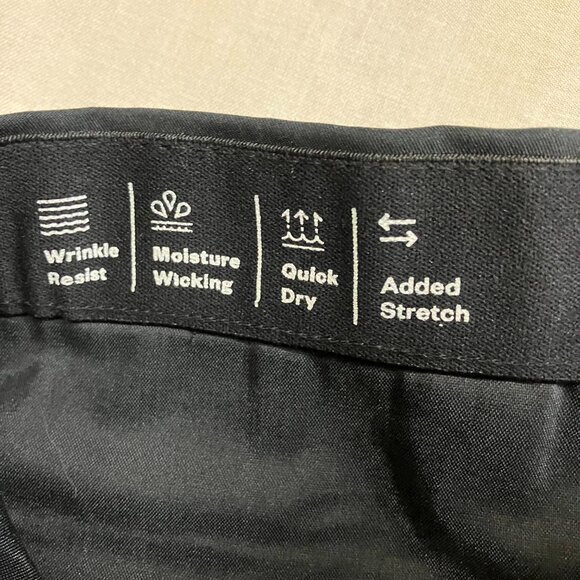 Wrinkle
Resist
Moisture
Wicking
Quick
Dry
Added
Stretch